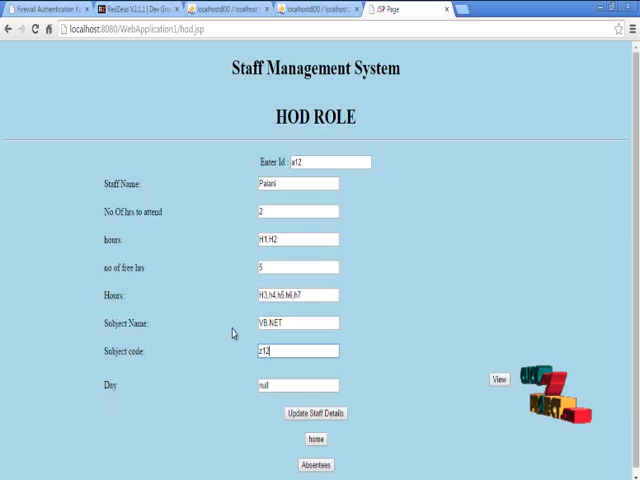 Firewall Authentication K
RedZeus V2.1.1 | Dev Gro
localhost:800 / localhost.
localhost:800 / localhost.
JSP Page
localhost:8080/WebApplication1/hod.jsp
Staff Management System
HOD ROLE
Enter Id : a12
Staff Name: Palani
No.Of hrs to attend 2
hours. H1,H2
no of free hrs 5
Hours: H3,h4,h5,h6,h7
Subject Name: VB.NET
Subject code: z12
Day null
View
Update Staff Details
home
Absentees